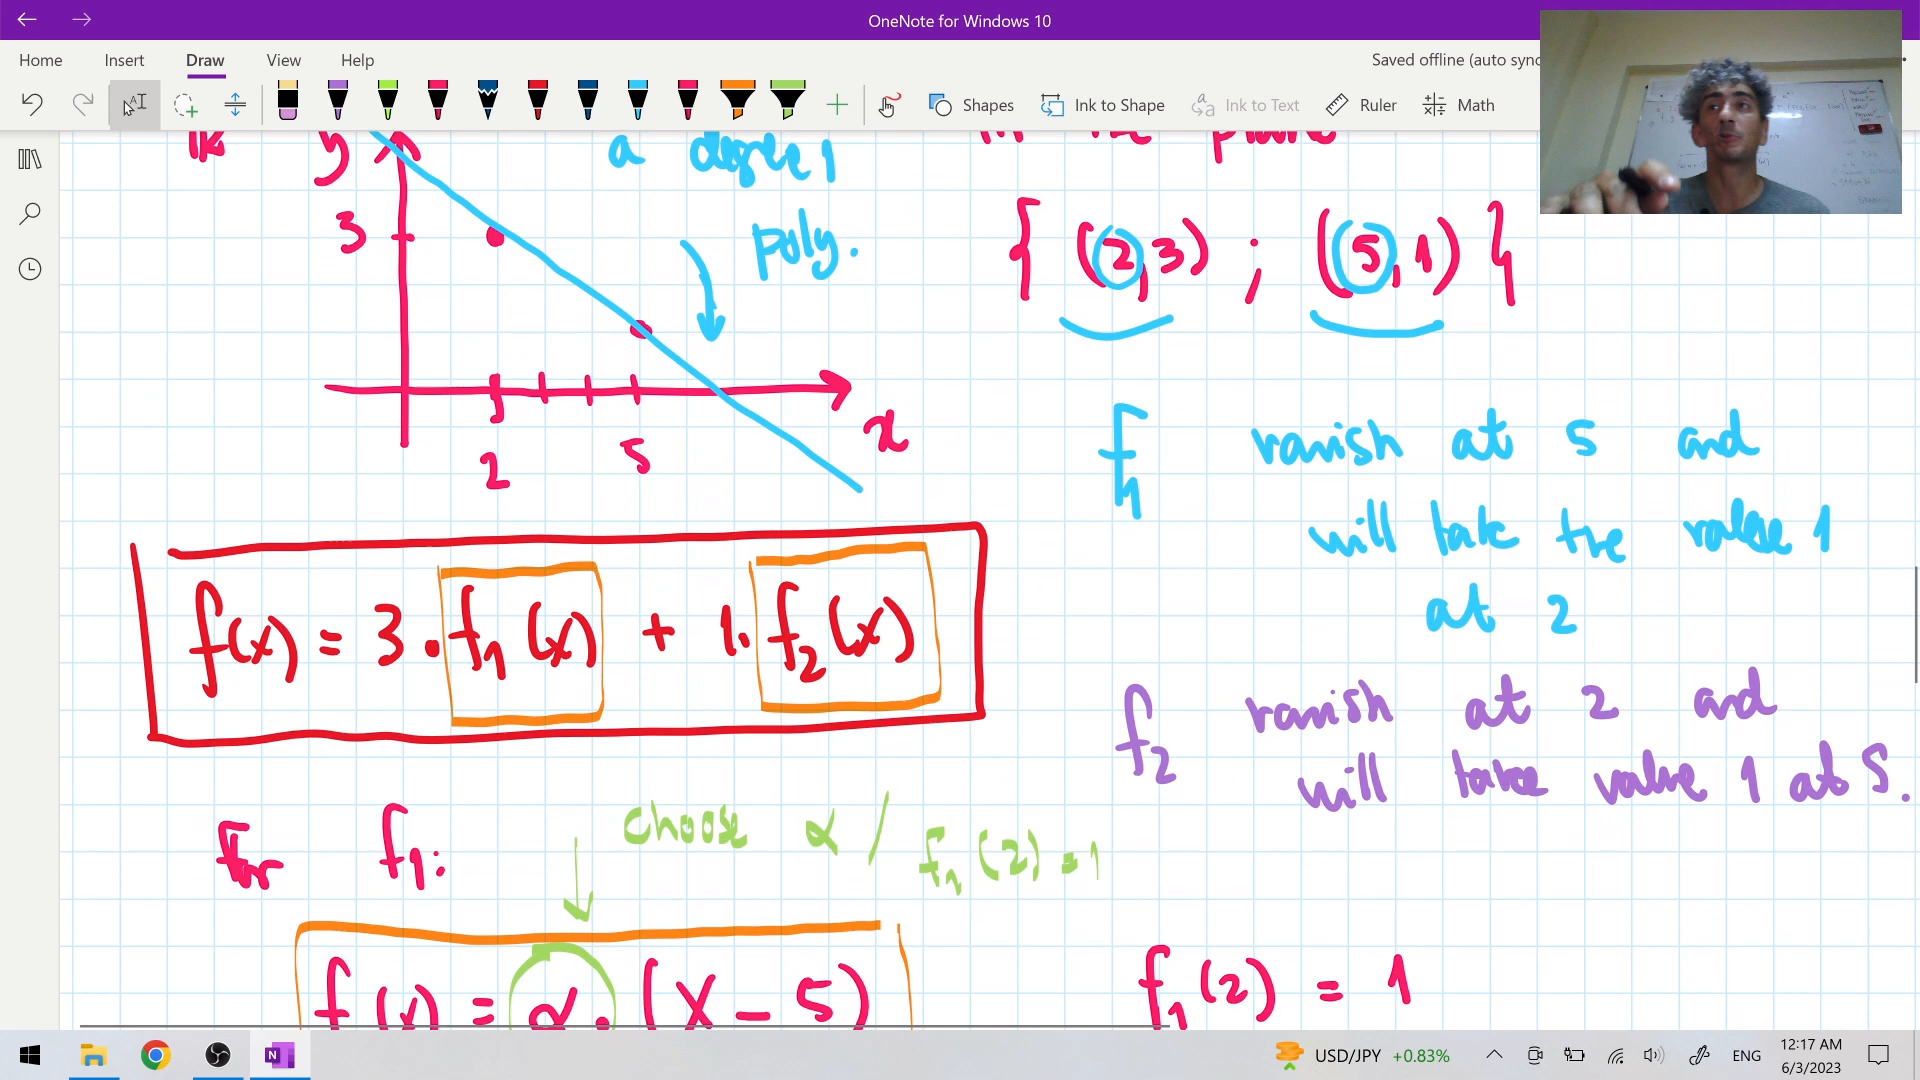 OneNote for Windows 10
Home Insert Draw View Help
Saved offline (auto sync
Shapes Ink to Shape Ink to Text Ruler Math
y
a degree 1
poly.
3
2 5 x
{ (2,3) ; (5,1) }
f1 vanish at 5 and
will take the value 1
at 2
f(x) = 3 · f1(x) + 1 · f2(x)
f2 vanish at 2 and
will take value 1 at 5.
For f1:
choose α / f1(2) = 1
f(x) = α · (x - 5)
f1(2) = 1
USD/JPY +0.83%
ENG
12:17 AM
6/3/2023